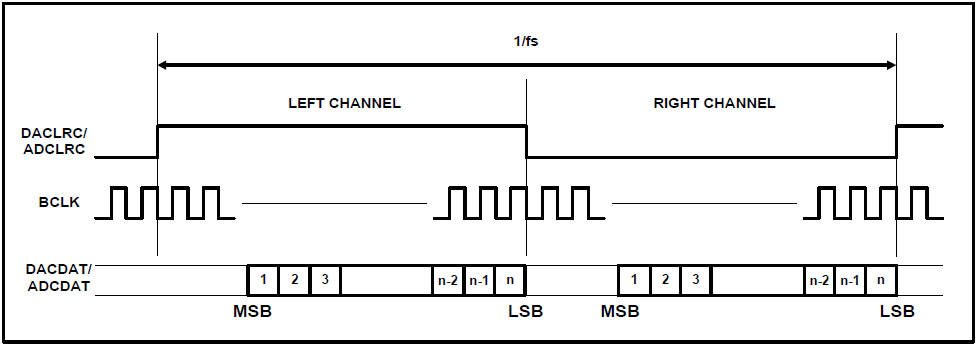 1/fs
LEFT CHANNEL RIGHT CHANNEL
DACLRC/
ADCLRC
BCLK
DACDAT/
ADCDAT
1 2 3 n-2 n-1 n 1 2 3 n-2 n-1 n
MSB LSB MSB LSB